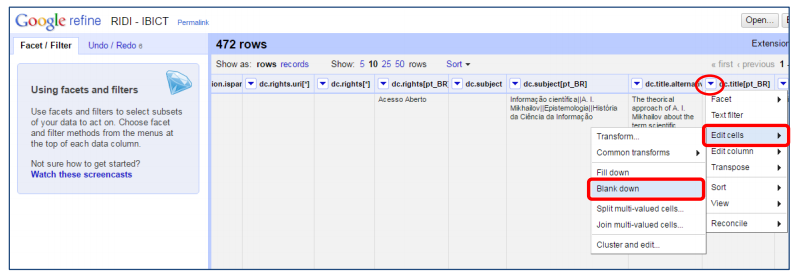 Google refine RIDI - IBICT Permalink
Open...
Facet / Filter Undo / Redo 6
472 rows
Extension
Show as: rows records Show: 5 10 25 50 rows Sort
« first ‹ previous 1
Using facets and filters
Use facets and filters to select subsets
of your data to act on. Choose facet
and filter methods from the menus at
the top of each data column.
Not sure how to get started?
Watch these screencasts
ion.ispar dc.rights.uri[*] dc.rights[*] dc.rights[pt_BR] dc.subject dc.subject[pt_BR] dc.title.alternativ dc.title[pt_BR]
Acesso Aberto
Informação científica||A. I.
Mikhailov||Epistemologia||História
da Ciência da Informação
The theorical
approach of A. I.
Mikhailov about the
term scientific
Facet
Text filter
Edit cells
Edit column
Transpose
Sort
View
Reconcile
Transform...
Common transforms
Fill down
Blank down
Split multi-valued cells...
Join multi-valued cells...
Cluster and edit...